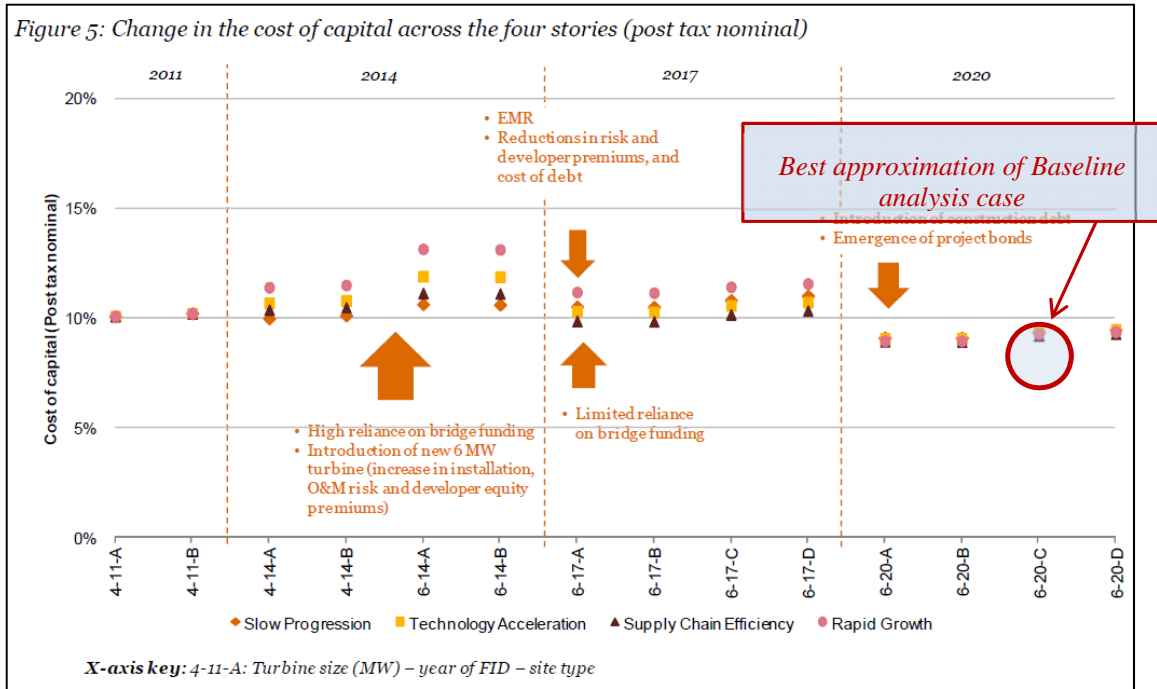 Figure 5: Change in the cost of capital across the four stories (post tax nominal)
2011 2014 2017 2020
20%
15%
10%
5%
0%
Cost of capital (Post tax nominal)
• EMR
• Reductions in risk and
developer premiums, and
cost of debt
Best approximation of Baseline
analysis case
• Introduction of construction debt
• Emergence of project bonds
• High reliance on bridge funding
• Introduction of new 6 MW
turbine (increase in installation,
O&M risk and developer equity
premiums)
• Limited reliance
on bridge funding
4-11-A
4-11-B
4-14-A
4-14-B
6-14-A
6-14-B
6-17-A
6-17-B
6-17-C
6-17-D
6-20-A
6-20-B
6-20-C
6-20-D
Slow Progression Technology Acceleration Supply Chain Efficiency Rapid Growth
X-axis key: 4-11-A: Turbine size (MW) – year of FID – site type